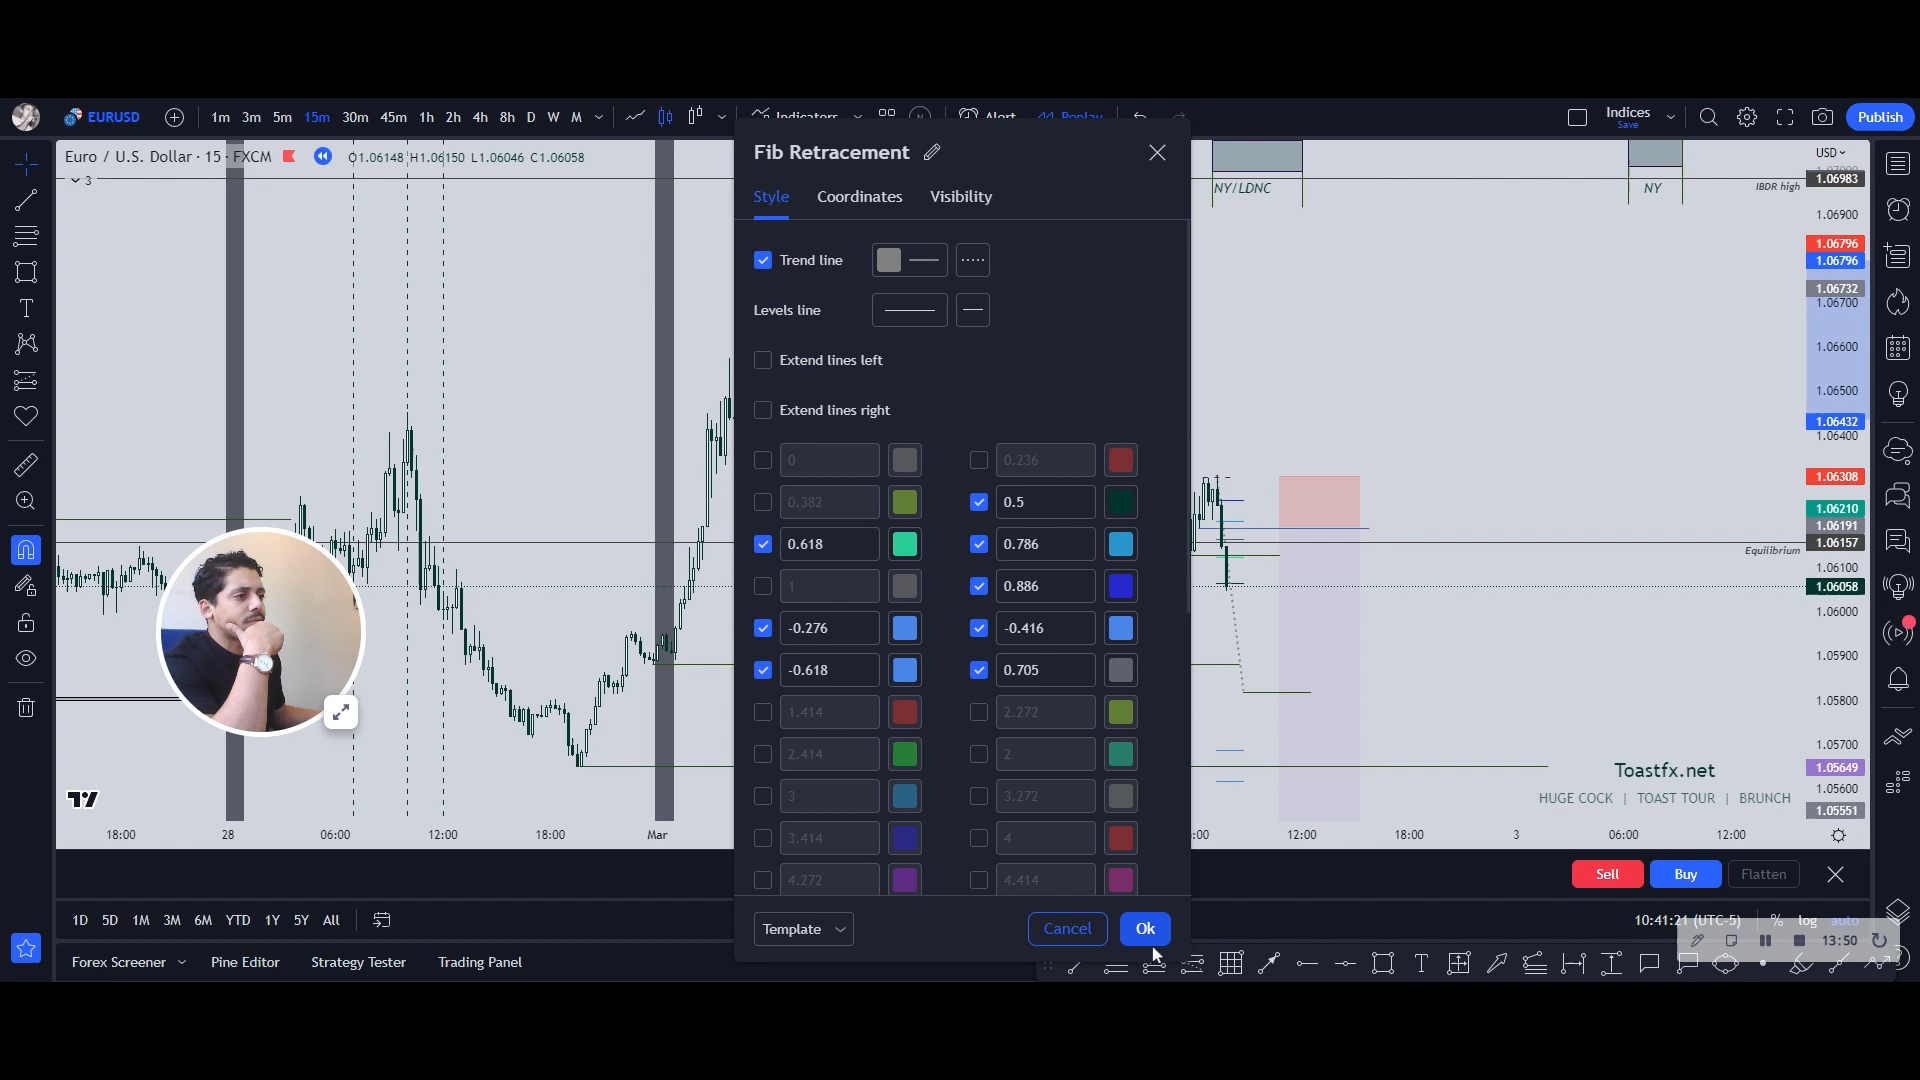 EURUSD
1m 3m 5m 15m 30m 45m 1h 2h 4h 8h D W M
Indicators
Alert
Replay
Indices
Save
Publish
Euro / U.S. Dollar · 15 · FXCM
O1.06148 H1.06150 L1.06046 C1.06058
3
Fib Retracement
Style Coordinates Visibility
Trend line
Levels line
Extend lines left
Extend lines right
0 0.236
0.382 0.5
0.618 0.786
1 0.886
-0.276 -0.416
-0.618 0.705
1.414 2.272
2.414 2
3 3.272
3.414 4
4.272 4.414
Template
Cancel
Ok
NY/LDNC
NY
IBDR high
Equilibrium
USD
1.06983
1.06900
1.06796
1.06796
1.06732
1.06700
1.06600
1.06500
1.06432
1.06400
1.06308
1.06210
1.06191
1.06157
1.06100
1.06058
1.06000
1.05900
1.05800
1.05700
1.05649
1.05600
1.05551
Toastfx.net
HUGE COCK | TOAST TOUR | BRUNCH
18:00 28 06:00 12:00 18:00 Mar :00 12:00 18:00 3 06:00 12:00
Sell
Buy
Flatten
1D 5D 1M 3M 6M YTD 1Y 5Y All
10:41:21 (UTC-5) % log auto
13:50
Forex Screener
Pine Editor
Strategy Tester
Trading Panel